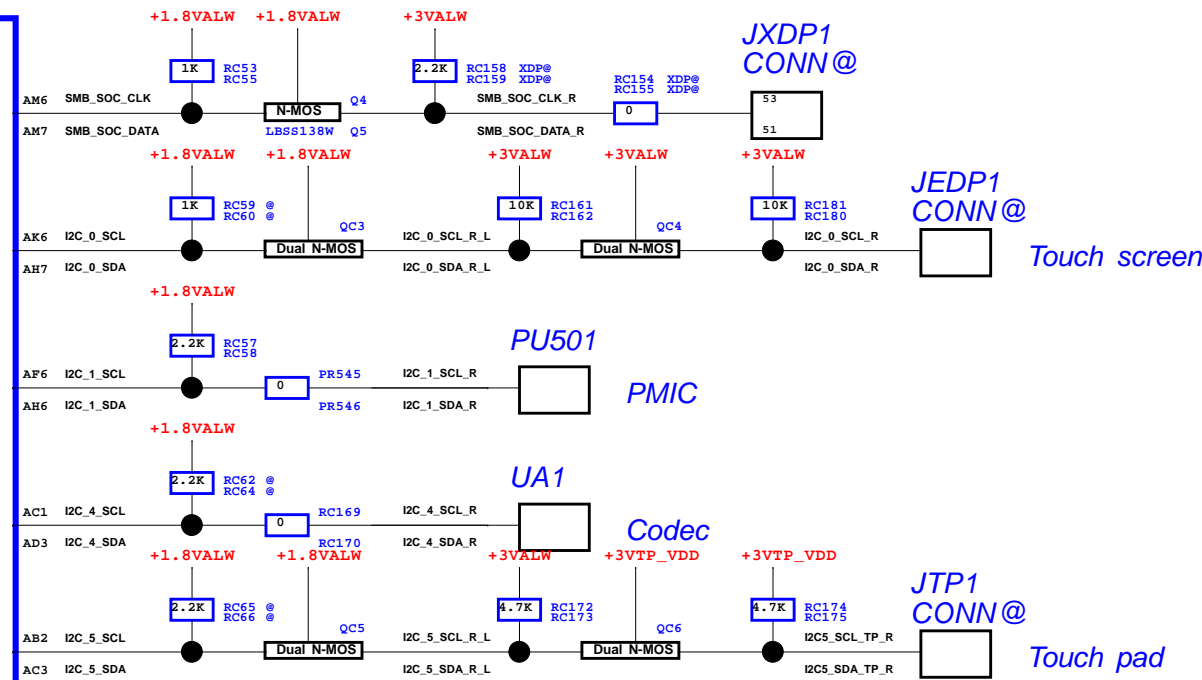 +1.8VALW +1.8VALW +3VALW
JXDP1
CONN@
1K RC53
RC55
2.2K RC158 XDP@
RC159 XDP@
RC154 XDP@
RC155 XDP@
AM6 SMB_SOC_CLK N-MOS Q4 SMB_SOC_CLK_R 0 53
AM7 SMB_SOC_DATA LBSS138W Q5 SMB_SOC_DATA_R 51
+1.8VALW +1.8VALW +3VALW +3VALW +3VALW
JEDP1
CONN@
1K RC59 @
RC60 @
10K RC161
RC162
10K RC181
RC180
QC3 QC4
AK6 I2C_0_SCL Dual N-MOS I2C_0_SCL_R_L Dual N-MOS I2C_0_SCL_R
AH7 I2C_0_SDA I2C_0_SDA_R_L I2C_0_SDA_R
Touch screen
+1.8VALW
2.2K RC57
RC58
PU501
AF6 I2C_1_SCL 0 PR545 I2C_1_SCL_R
AH6 I2C_1_SDA PR546 I2C_1_SDA_R
PMIC
+1.8VALW
2.2K RC62 @
RC64 @
UA1
AC1 I2C_4_SCL 0 RC169 I2C_4_SCL_R
AD3 I2C_4_SDA RC170 I2C_4_SDA_R
Codec
+1.8VALW +1.8VALW +3VALW +3VTP_VDD +3VTP_VDD
JTP1
CONN@
2.2K RC65 @
RC66 @
4.7K RC172
RC173
4.7K RC174
RC175
QC5 QC6
AB2 I2C_5_SCL Dual N-MOS I2C_5_SCL_R_L Dual N-MOS I2C5_SCL_TP_R
AC3 I2C_5_SDA I2C_5_SDA_R_L I2C5_SDA_TP_R
Touch pad